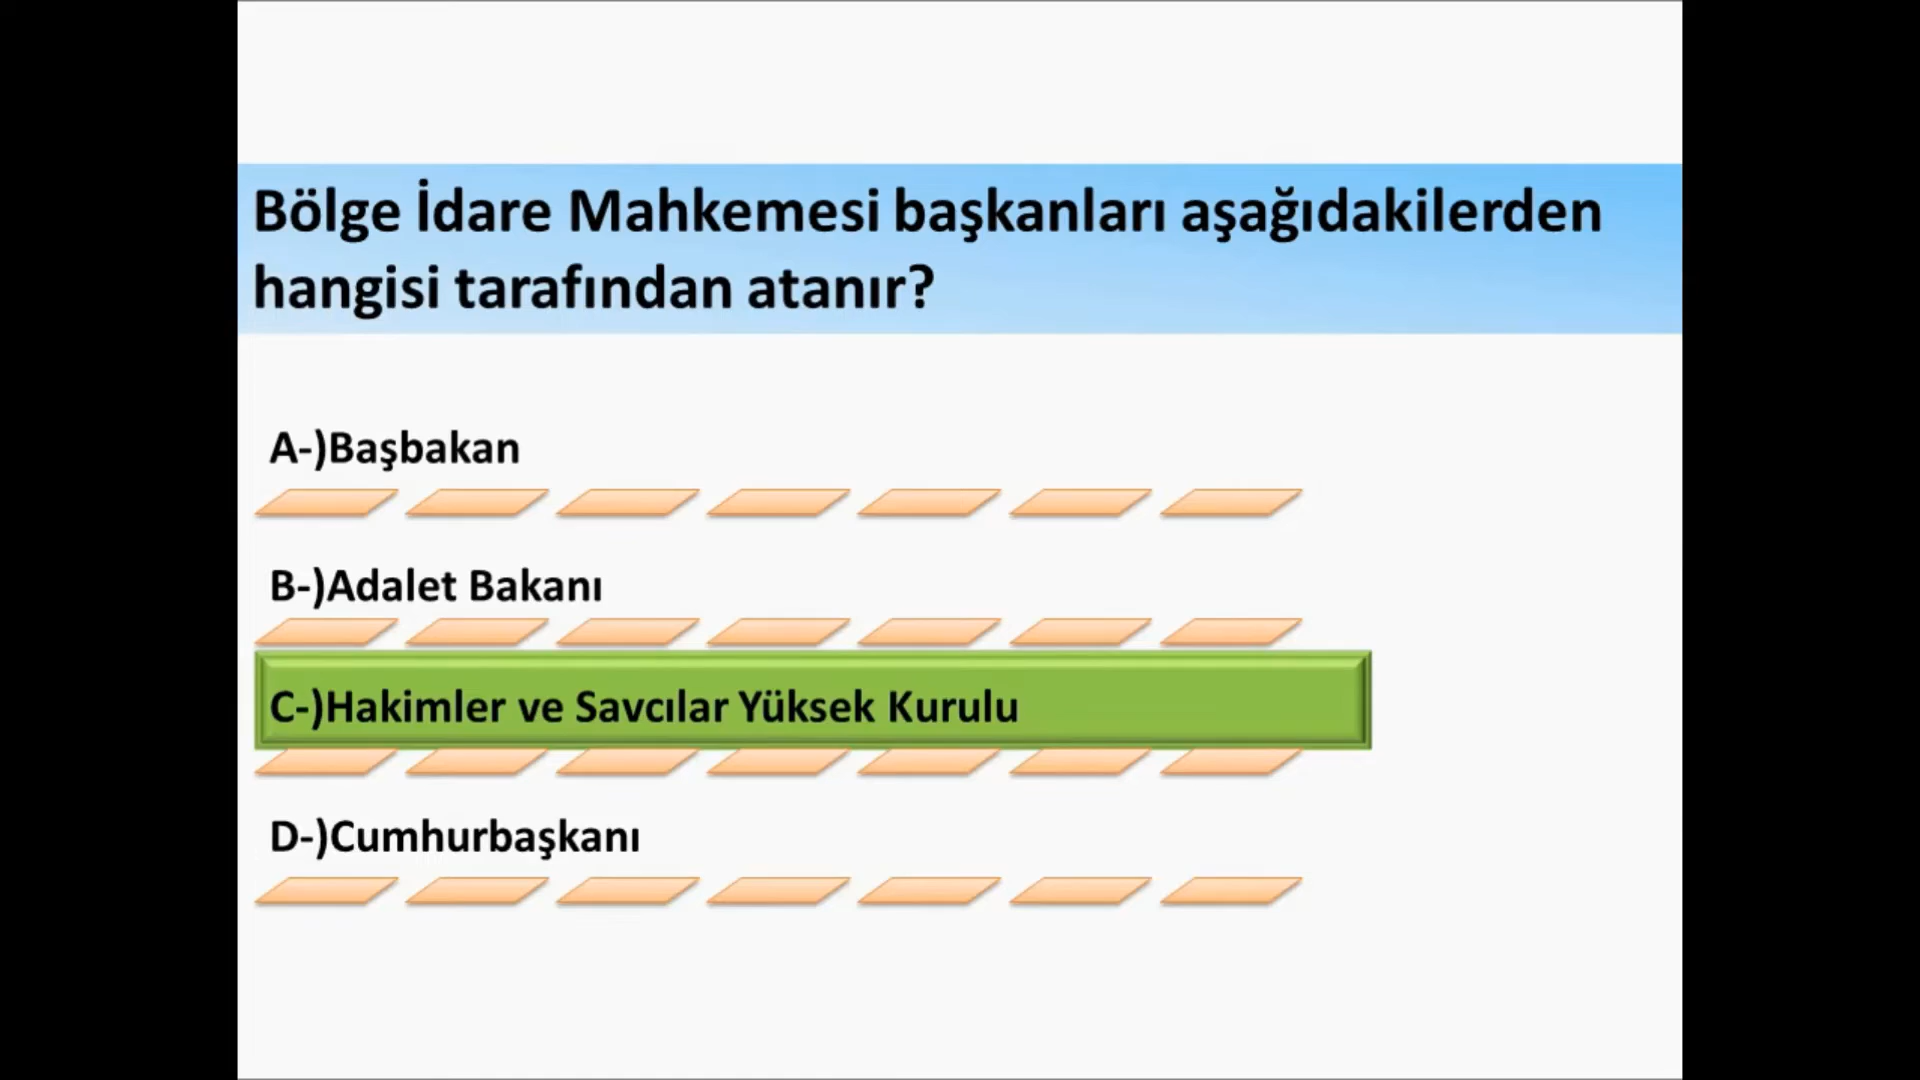 Bölge İdare Mahkemesi başkanları aşağıdakilerden
hangisi tarafından atanır?
A-)Başbakan
B-)Adalet Bakanı
C-)Hakimler ve Savcılar Yüksek Kurulu
D-)Cumhurbaşkanı